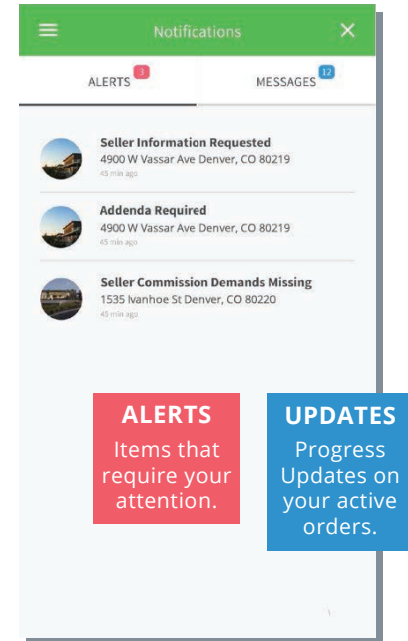 Notifications
ALERTS 3
MESSAGES 12
Seller Information Requested
4900 W Vassar Ave Denver, CO 80219
45 min ago
Addenda Required
4900 W Vassar Ave Denver, CO 80219
45 min ago
Seller Commission Demands Missing
1535 Ivanhoe St Denver, CO 80220
45 min ago
ALERTS
Items that
require your
attention.
UPDATES
Progress
Updates on
your active
orders.